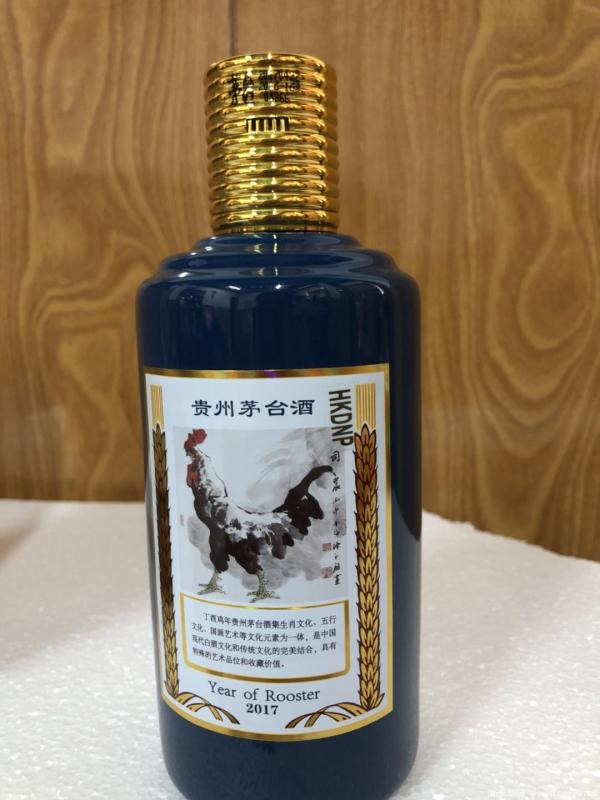 贵州茅台酒
HKDNP
丁酉鸡年贵州茅台酒集生肖文化、五行
文化、国画艺术等文化元素为一体，是中国
现代白酒文化和传统文化的完美结合，具有
特殊的艺术品位和收藏价值。
Year of Rooster
2017